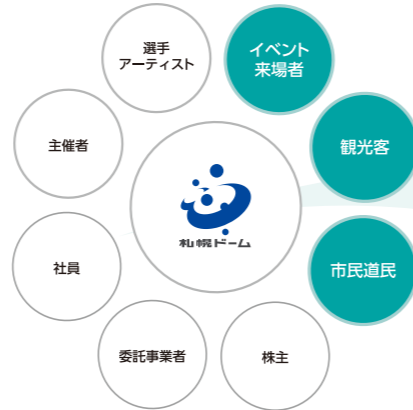 選手
アーティスト
イベント
来場者
主催者
観光客
札幌ドーム
社員
市民道民
委託事業者
株主